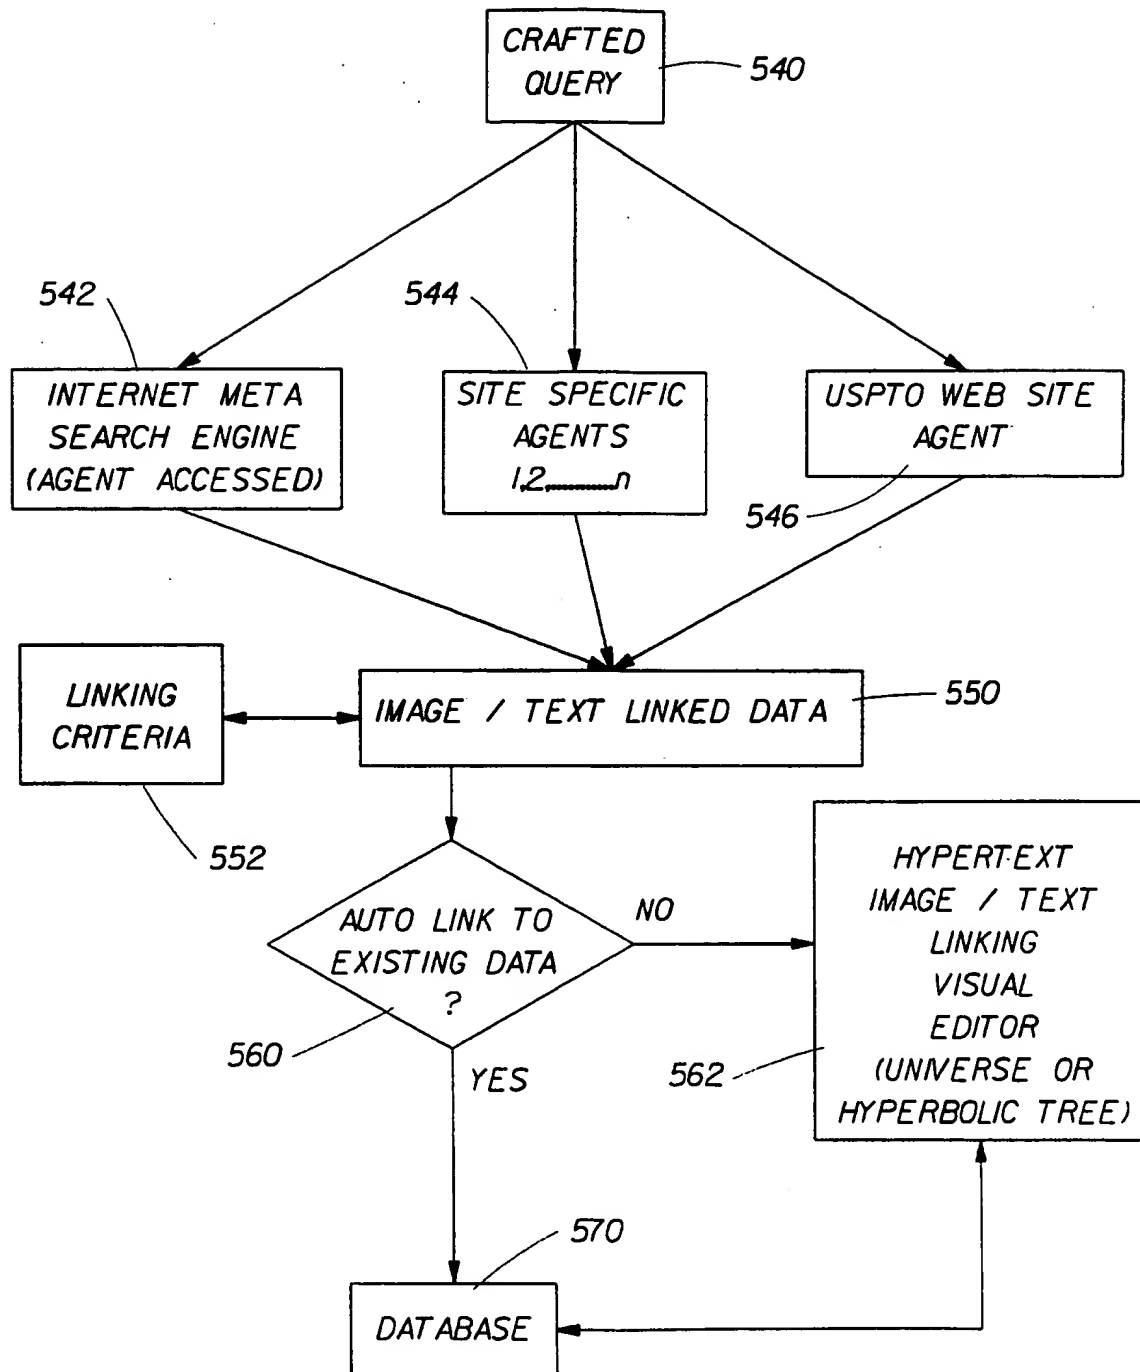 CRAFTED
QUERY
540
542
544
INTERNET META
SEARCH ENGINE
(AGENT ACCESSED)
SITE SPECIFIC
AGENTS
1,2,..........n
USPTO WEB SITE
AGENT
546
LINKING
CRITERIA
552
IMAGE / TEXT LINKED DATA
550
AUTO LINK TO
EXISTING DATA
?
560
NO
YES
HYPERTEXT
IMAGE / TEXT
LINKING
VISUAL
EDITOR
(UNIVERSE OR
HYPERBOLIC TREE)
562
570
DATABASE